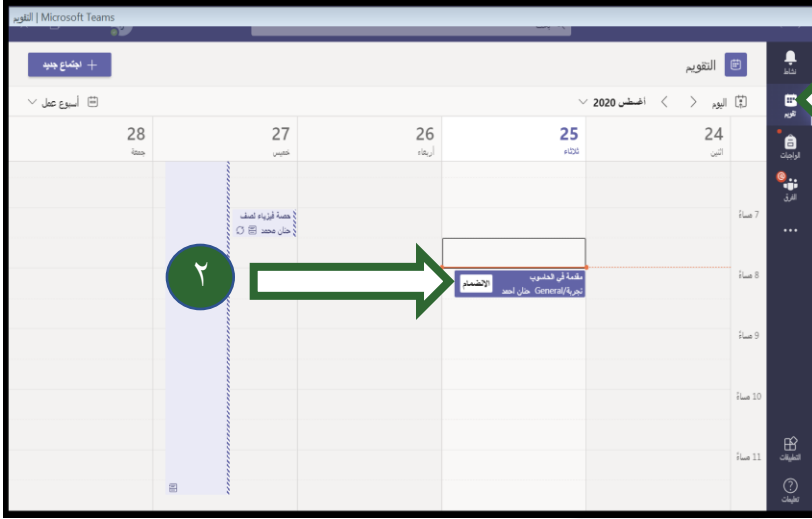 التقويم | Microsoft Teams
التقويم
+ اجتماع جديد
اليوم
أغسطس 2020
أسبوع عمل
24
اثنين
25
ثلاثاء
26
أربعاء
27
خميس
28
جمعة
7 مساءً
8 مساءً
9 مساءً
10 مساءً
11 مساءً
حصة فيزياء لصف
حنان محمد
مقدمة في الحاسوب
تجربة/General حنان أحمد
الانضمام
٢
نشاط
تقويم
الواجبات
الفرق
التطبيقات
تعليمات